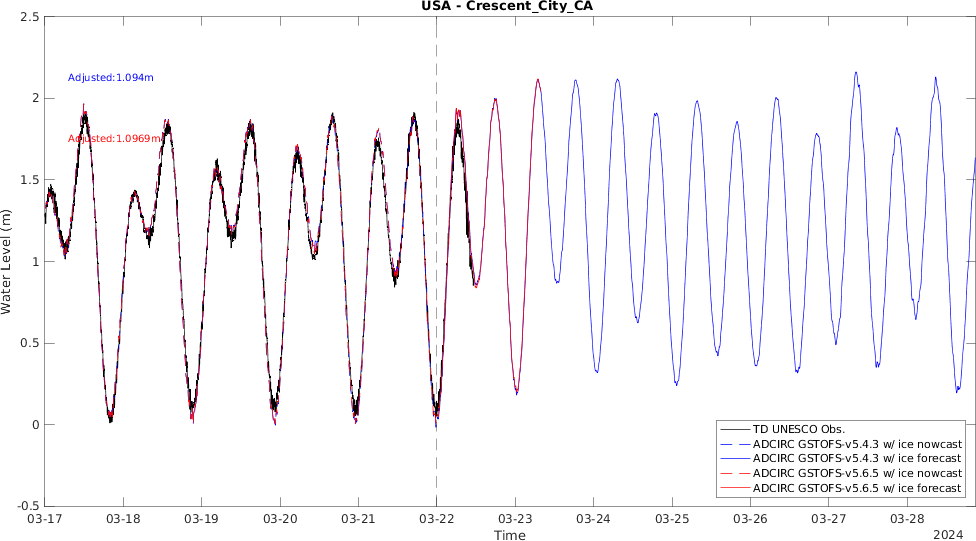 USA - Crescent_City_CA
2.5
Adjusted:1.094m
2
Adjusted:1.0969m
1.5
1
0.5
0
-0.5
Water Level (m)
TD UNESCO Obs.
ADCIRC GSTOFS-v5.4.3 w/ ice nowcast
ADCIRC GSTOFS-v5.4.3 w/ ice forecast
ADCIRC GSTOFS-v5.6.5 w/ ice nowcast
ADCIRC GSTOFS-v5.6.5 w/ ice forecast
03-17 03-18 03-19 03-20 03-21 03-22 03-23 03-24 03-25 03-26 03-27 03-28
Time
2024